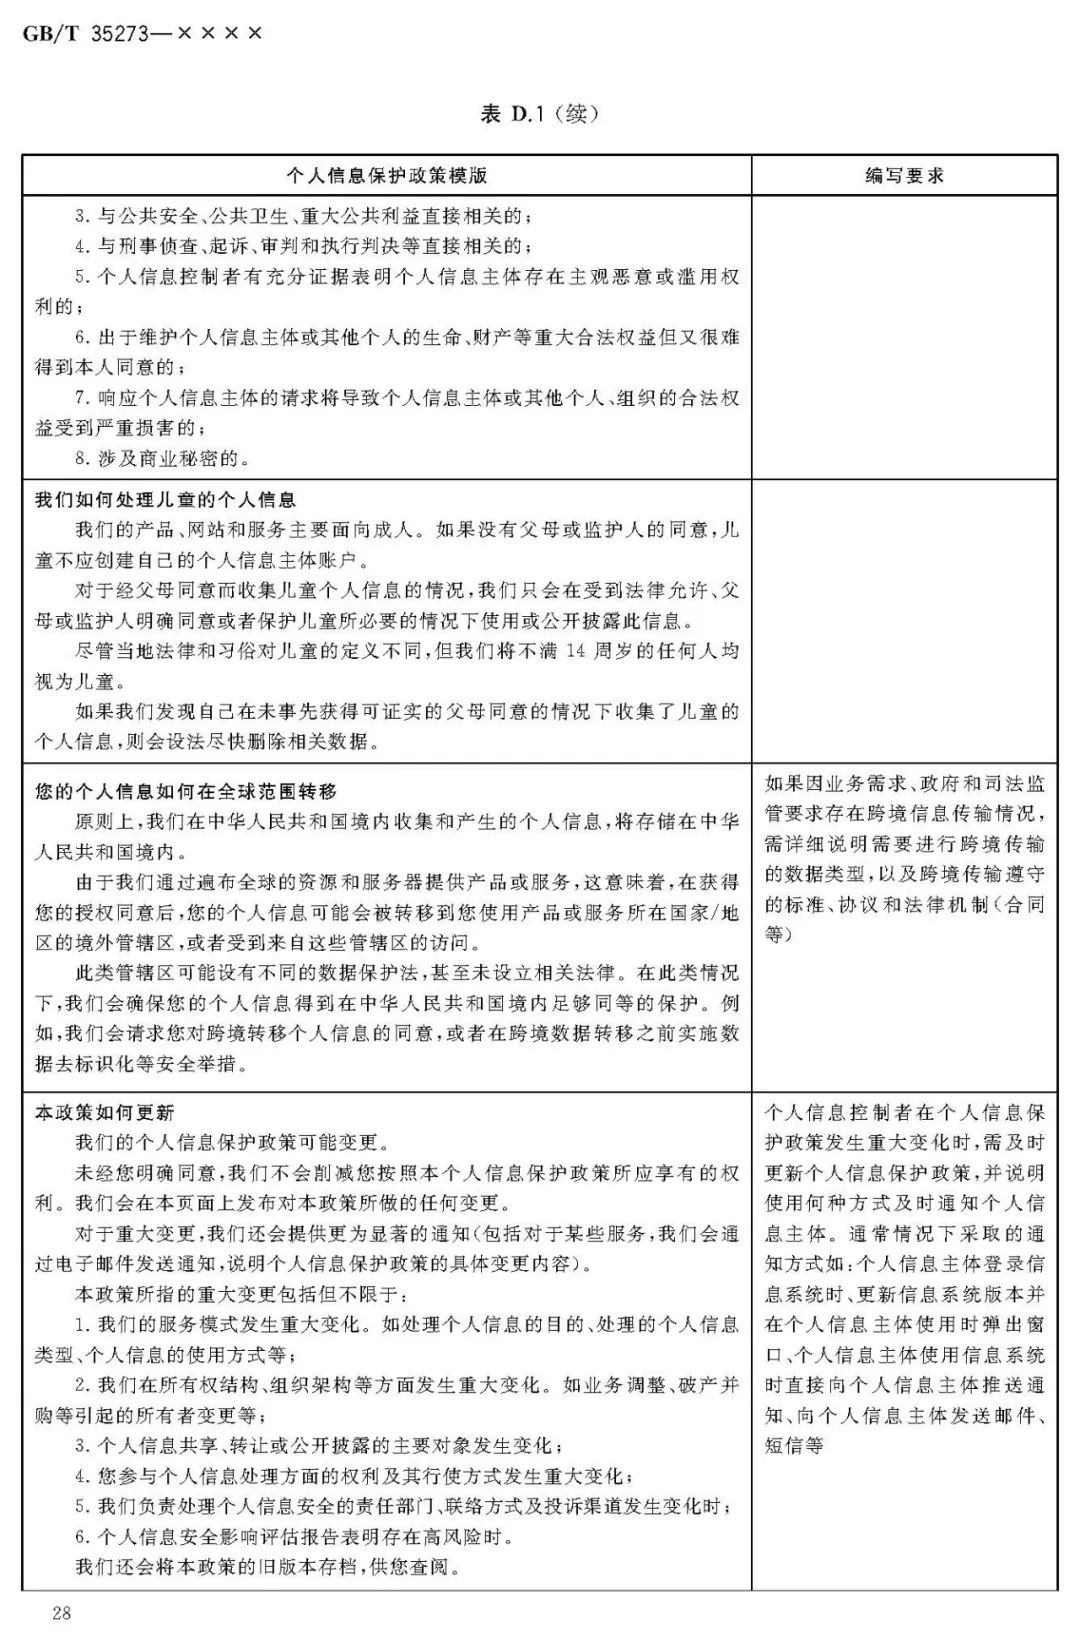 GB/T 35273—××××
表 D.1（续）
个人信息保护政策模版
编写要求
3. 与公共安全、公共卫生、重大公共利益直接相关的；
4. 与刑事侦查、起诉、审判和执行判决等直接相关的；
5. 个人信息控制者有充分证据表明个人信息主体存在主观恶意或滥用权
利的；
6. 出于维护个人信息主体或其他个人的生命、财产等重大合法权益但又很难
得到本人同意的；
7. 响应个人信息主体的请求将导致个人信息主体或其他个人、组织的合法权
益受到严重损害的；
8. 涉及商业秘密的。
我们如何处理儿童的个人信息
我们的产品、网站和服务主要面向成人。如果没有父母或监护人的同意，儿
童不应创建自己的个人信息主体账户。
对于经父母同意而收集儿童个人信息的情况，我们只会在受到法律允许、父
母或监护人明确同意或者保护儿童所必要的情况下使用或公开披露此信息。
尽管当地法律和习俗对儿童的定义不同，但我们将不满 14 周岁的任何人均
视为儿童。
如果我们发现自己在未事先获得可证实的父母同意的情况下收集了儿童的
个人信息，则会设法尽快删除相关数据。
您的个人信息如何在全球范围转移
原则上，我们在中华人民共和国境内收集和产生的个人信息，将存储在中华
人民共和国境内。
由于我们通过遍布全球的资源和服务器提供产品或服务，这意味着，在获得
您的授权同意后，您的个人信息可能会被转移到您使用产品或服务所在国家/地
区的境外管辖区，或者受到来自这些管辖区的访问。
此类管辖区可能设有不同的数据保护法，甚至未设立相关法律。在此类情况
下，我们会确保您的个人信息得到在中华人民共和国境内足够同等的保护。例
如，我们会请求您对跨境转移个人信息的同意，或者在跨境数据转移之前实施数
据去标识化等安全举措。
如果因业务需求、政府和司法监
管要求存在跨境信息传输情况，
需详细说明需要进行跨境传输
的数据类型，以及跨境传输遵守
的标准、协议和法律机制（合同
等）
本政策如何更新
我们的个人信息保护政策可能变更。
未经您明确同意，我们不会削减您按照本个人信息保护政策所应享有的权
利。我们会在本页面上发布对本政策所做的任何变更。
对于重大变更，我们还会提供更为显著的通知（包括对于某些服务，我们会通
过电子邮件发送通知，说明个人信息保护政策的具体变更内容）。
本政策所指的重大变更包括但不限于：
1. 我们的服务模式发生重大变化。如处理个人信息的目的、处理的个人信息
类型、个人信息的使用方式等；
2. 我们在所有权结构、组织架构等方面发生重大变化。如业务调整、破产并
购等引起的所有者变更等；
3. 个人信息共享、转让或公开披露的主要对象发生变化；
4. 您参与个人信息处理方面的权利及其行使方式发生重大变化；
5. 我们负责处理个人信息安全的责任部门、联络方式及投诉渠道发生变化时；
6. 个人信息安全影响评估报告表明存在高风险时。
我们还会将本政策的旧版本存档，供您查阅。
个人信息控制者在个人信息保
护政策发生重大变化时，需及时
更新个人信息保护政策，并说明
使用何种方式及时通知个人信
息主体。通常情况下采取的通
知方式如：个人信息主体登录信
息系统时、更新信息系统版本并
在个人信息主体使用时弹出窗
口、个人信息主体使用信息系统
时直接向个人信息主体推送通
知、向个人信息主体发送邮件、
短信等
28